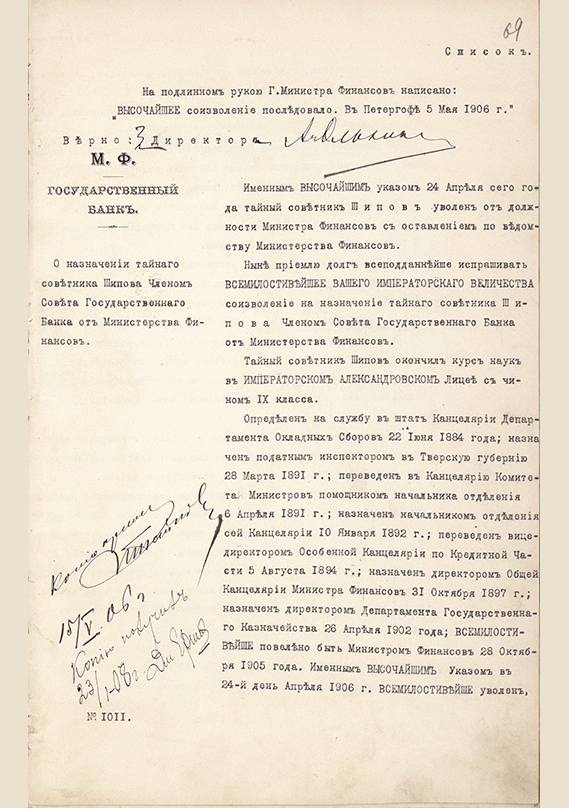 69
Списокъ.
На подлинномъ рукою Г.Министра Финансовъ написано:
"ВЫСОЧАЙШЕЕ соизволеніе послѣдовало. Въ Петергофѣ 5 Мая 1906 г."
Вѣрно: З Директора
М. Ф.
ГОСУДАРСТВЕННЫЙ
БАНКЪ.
О назначеніи тайнаго
совѣтника Шипова Членомъ
Совѣта Государственнаго
Банка отъ Министерства Фи-
нансовъ.
Именнымъ ВЫСОЧАЙШИМЪ указомъ 24 Апрѣля сего го-
да тайный совѣтникъ Шиповъ уволенъ отъ долж-
ности Министра Финансовъ съ оставленіемъ по вѣдом-
ству Министерства Финансовъ.
Нынѣ пріемлю долгъ всеподданнѣйше испрашивать
ВСЕМИЛОСТИВѢЙШЕЕ ВАШЕГО ИМПЕРАТОРСКАГО ВЕЛИЧЕСТВА
соизволеніе на назначеніе тайнаго совѣтника Ши-
пова Членомъ Совѣта Государственнаго Банка
отъ Министерства Финансовъ.
Тайный совѣтникъ Шиповъ окончилъ курсъ наукъ
въ ИМПЕРАТОРСКОМЪ АЛЕКСАНДРОВСКОМЪ Лицеѣ съ чи-
номъ IX класса.
Опредѣленъ на службу въ штатъ Канцеляріи Депар-
тамента Окладныхъ Сборовъ 22 Іюня 1884 года; назна
ченъ податнымъ инспекторомъ въ Тверскую губернію
28 Марта 1891 г.; переведенъ въ Канцелярію Комите-
та Министровъ помощникомъ начальника отдѣленія
6 Апрѣля 1891 г.; назначенъ начальникомъ отдѣленія
сей Канцеляріи 10 Января 1892 г.; переведенъ вице-
директоромъ Особенной Канцеляріи по Кредитной Ча-
сти 5 Августа 1894 г.; назначенъ директоромъ Общей
Канцеляріи Министра Финансовъ 31 Октября 1897 г.;
назначенъ директоромъ Департамента Государственна-
го Казначейства 26 Апрѣля 1902 года; ВСЕМИЛОСТИ-
ВѢЙШЕ повелѣно быть Министромъ Финансовъ 28 Октяб-
ря 1905 года. Именнымъ ВЫСОЧАЙШИМЪ Указомъ въ
24-й день Апрѣля 1906 г. ВСЕМИЛОСТИВѢЙШЕ уволенъ,
15/V 06 г
Копію получилъ
№ 1011.